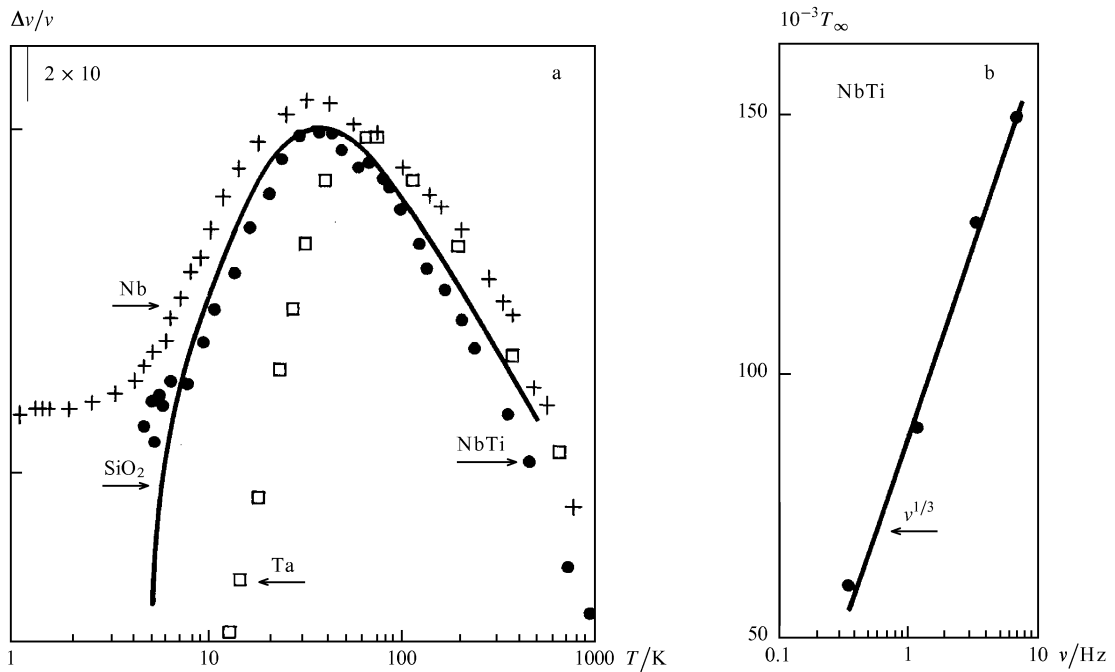 Δv/v
2 × 10
a
Nb
SiO₂
NbTi
Ta
1
10
100
1000
T/K
10⁻³T∞
b
NbTi
150
100
50
v^1/3
0.1
1
10
ν/Hz